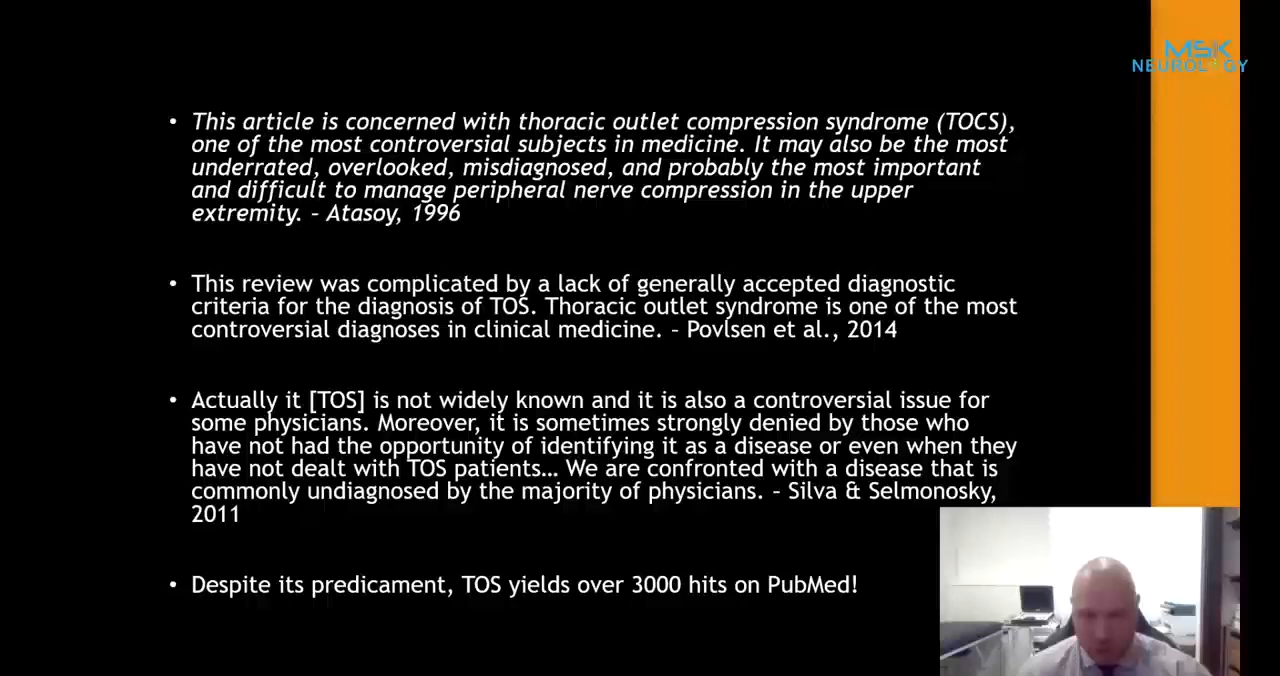 MSK
NEUROLOGY
• This article is concerned with thoracic outlet compression syndrome (TOCS),
one of the most controversial subjects in medicine. It may also be the most
underrated, overlooked, misdiagnosed, and probably the most important
and difficult to manage peripheral nerve compression in the upper
extremity. – Atasoy, 1996
• This review was complicated by a lack of generally accepted diagnostic
criteria for the diagnosis of TOS. Thoracic outlet syndrome is one of the most
controversial diagnoses in clinical medicine. – Povlsen et al., 2014
• Actually it [TOS] is not widely known and it is also a controversial issue for
some physicians. Moreover, it is sometimes strongly denied by those who
have not had the opportunity of identifying it as a disease or even when they
have not dealt with TOS patients… We are confronted with a disease that is
commonly undiagnosed by the majority of physicians. – Silva & Selmonosky,
2011
• Despite its predicament, TOS yields over 3000 hits on PubMed!